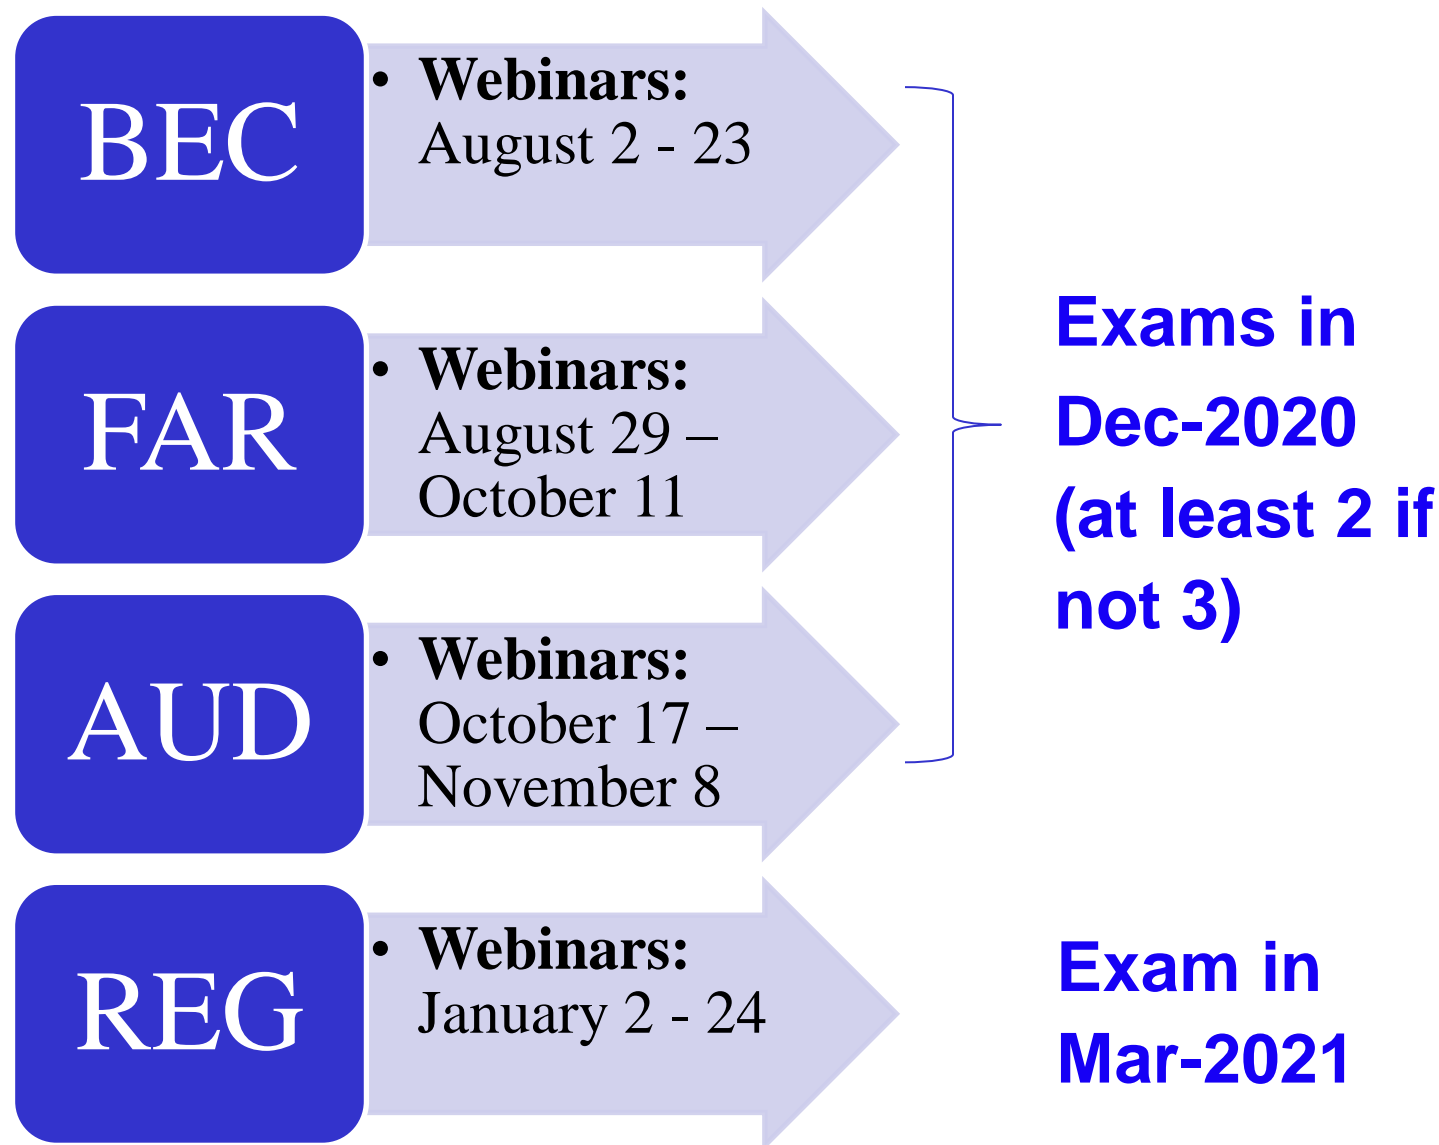 BEC
• Webinars:
August 2 - 23
FAR
• Webinars:
August 29 –
October 11
AUD
• Webinars:
October 17 –
November 8
Exams in
Dec-2020
(at least 2 if
not 3)
REG
• Webinars:
January 2 - 24
Exam in
Mar-2021